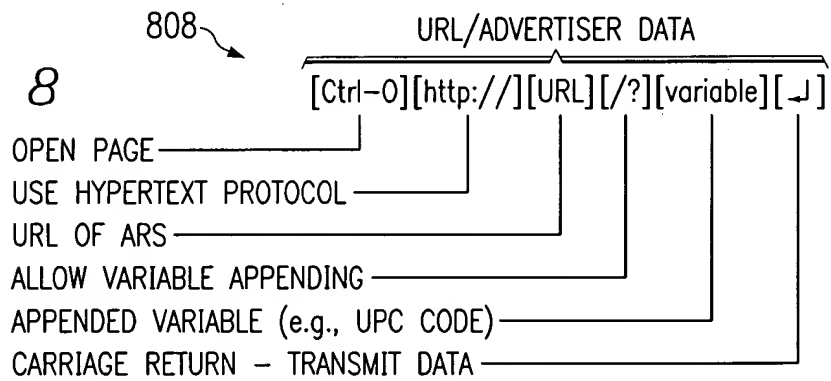 808
URL/ADVERTISER DATA
8
[Ctrl-O][http://][URL][/?][variable][↵]
OPEN PAGE
USE HYPERTEXT PROTOCOL
URL OF ARS
ALLOW VARIABLE APPENDING
APPENDED VARIABLE (e.g., UPC CODE)
CARRIAGE RETURN – TRANSMIT DATA